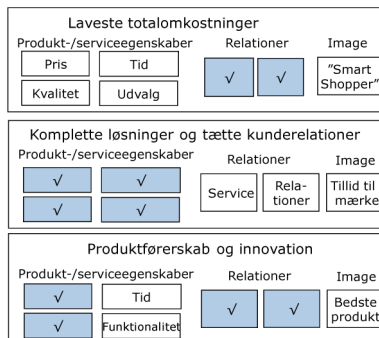 Laveste totalomkostninger
Produkt-/serviceegenskaber Relationer Image
Pris Tid √ √ "Smart
Shopper"
Kvalitet Udvalg
Komplette løsninger og tætte kunderelationer
Produkt-/serviceegenskaber
Relationer Image
√ √ Service Rela-
tioner Tillid til
mærke
√ √
Produktførerskab og innovation
Produkt-/serviceegenskaber Relationer Image
√ Tid √ √ Bedste
produkt
√ Funktionalitet